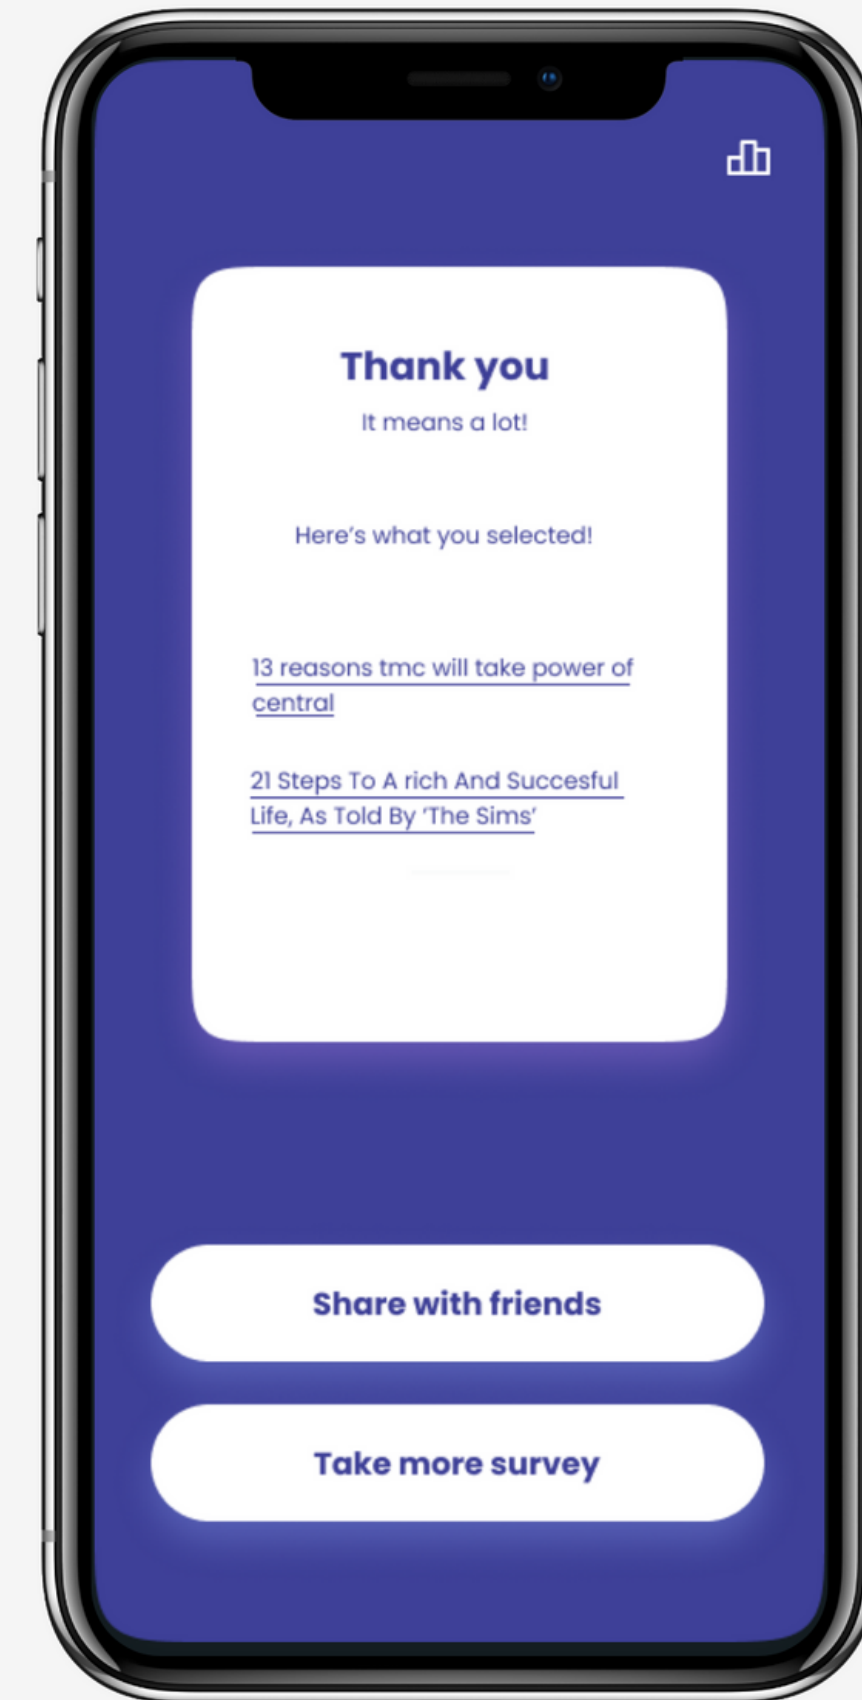 Thank you
It means a lot!
Here's what you selected!
13 reasons tmc will take power of
central
21 Steps To A rich And Succesful
Life, As Told By ‘The Sims’
Share with friends
Take more survey